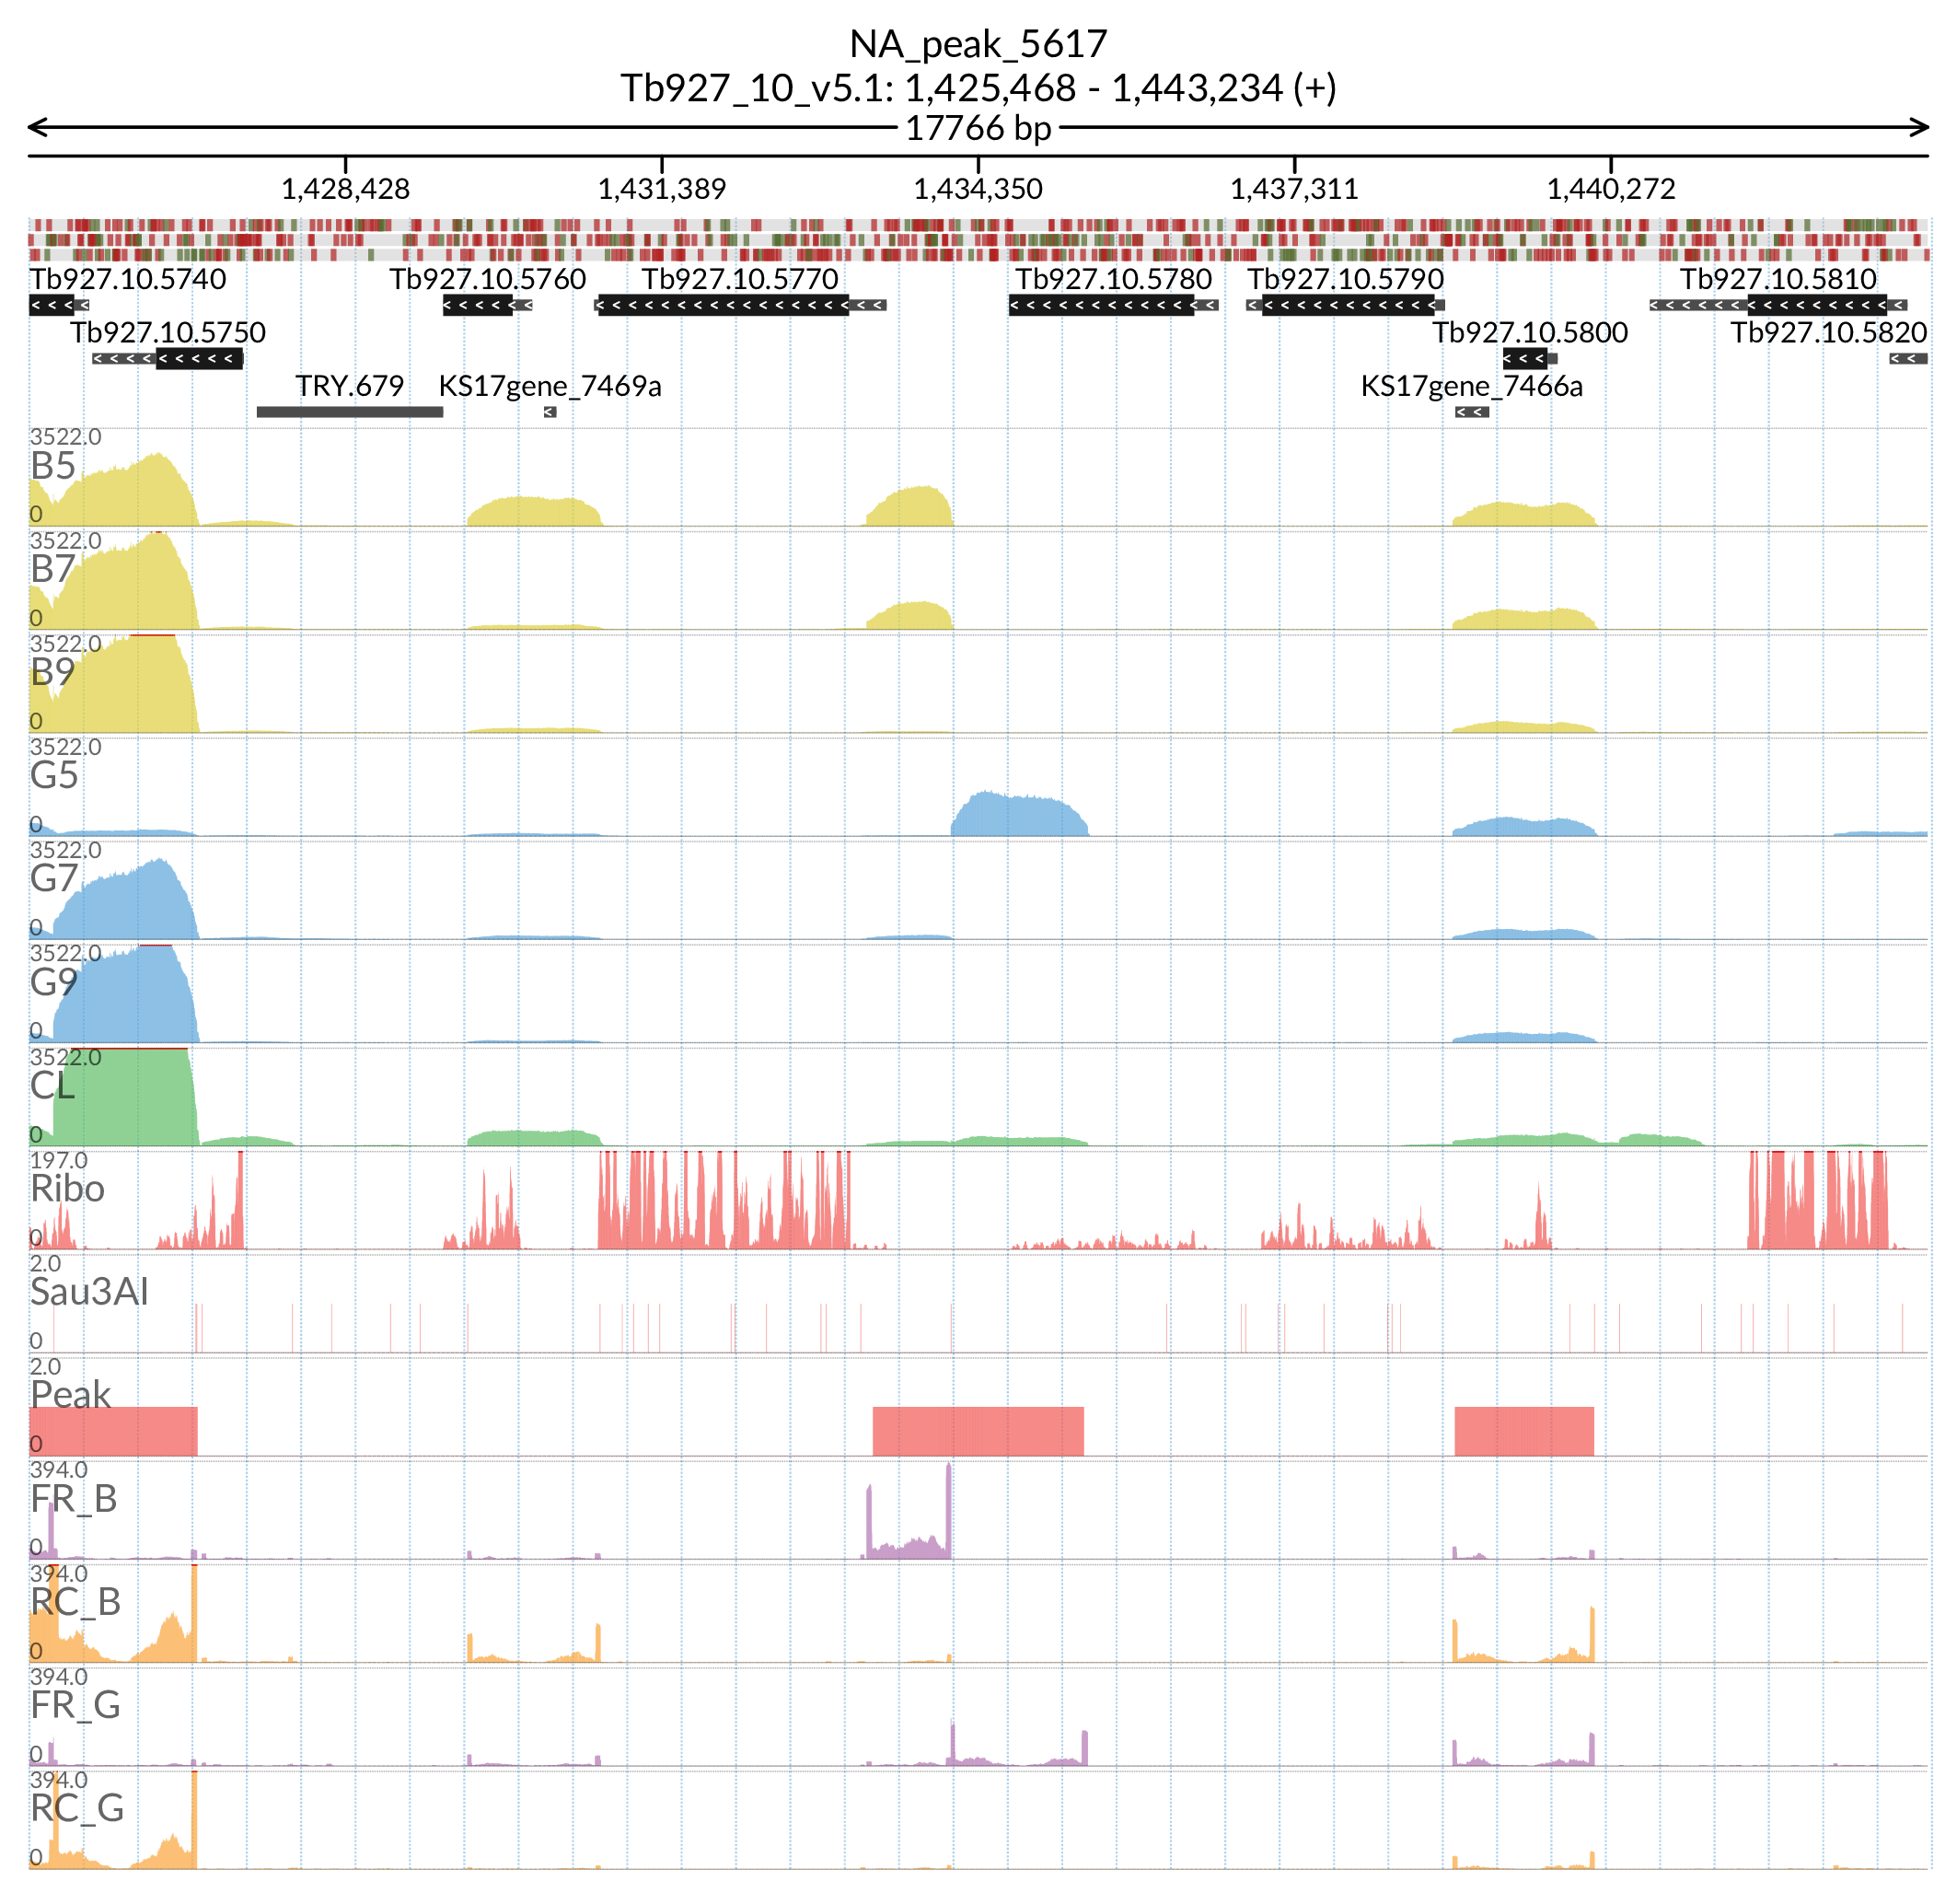 NA_peak_5617
Tb927_10_v5.1: 1,425,468 - 1,443,234 (+)
17766 bp
1,428,428 1,431,389 1,434,350 1,437,311 1,440,272
Tb927.10.5740 Tb927.10.5760 Tb927.10.5770 Tb927.10.5780 Tb927.10.5790 Tb927.10.5810
Tb927.10.5750 Tb927.10.5800 Tb927.10.5820
TRY.679 KS17gene_7469a KS17gene_7466a
3522.0
B5
0
3522.0
B7
0
3522.0
B9
0
3522.0
G5
0
3522.0
G7
0
3522.0
G9
0
3522.0
CL
0
197.0
Ribo
0
2.0
Sau3AI
0
2.0
Peak
0
394.0
FR_B
0
394.0
RC_B
0
394.0
FR_G
0
394.0
RC_G
0